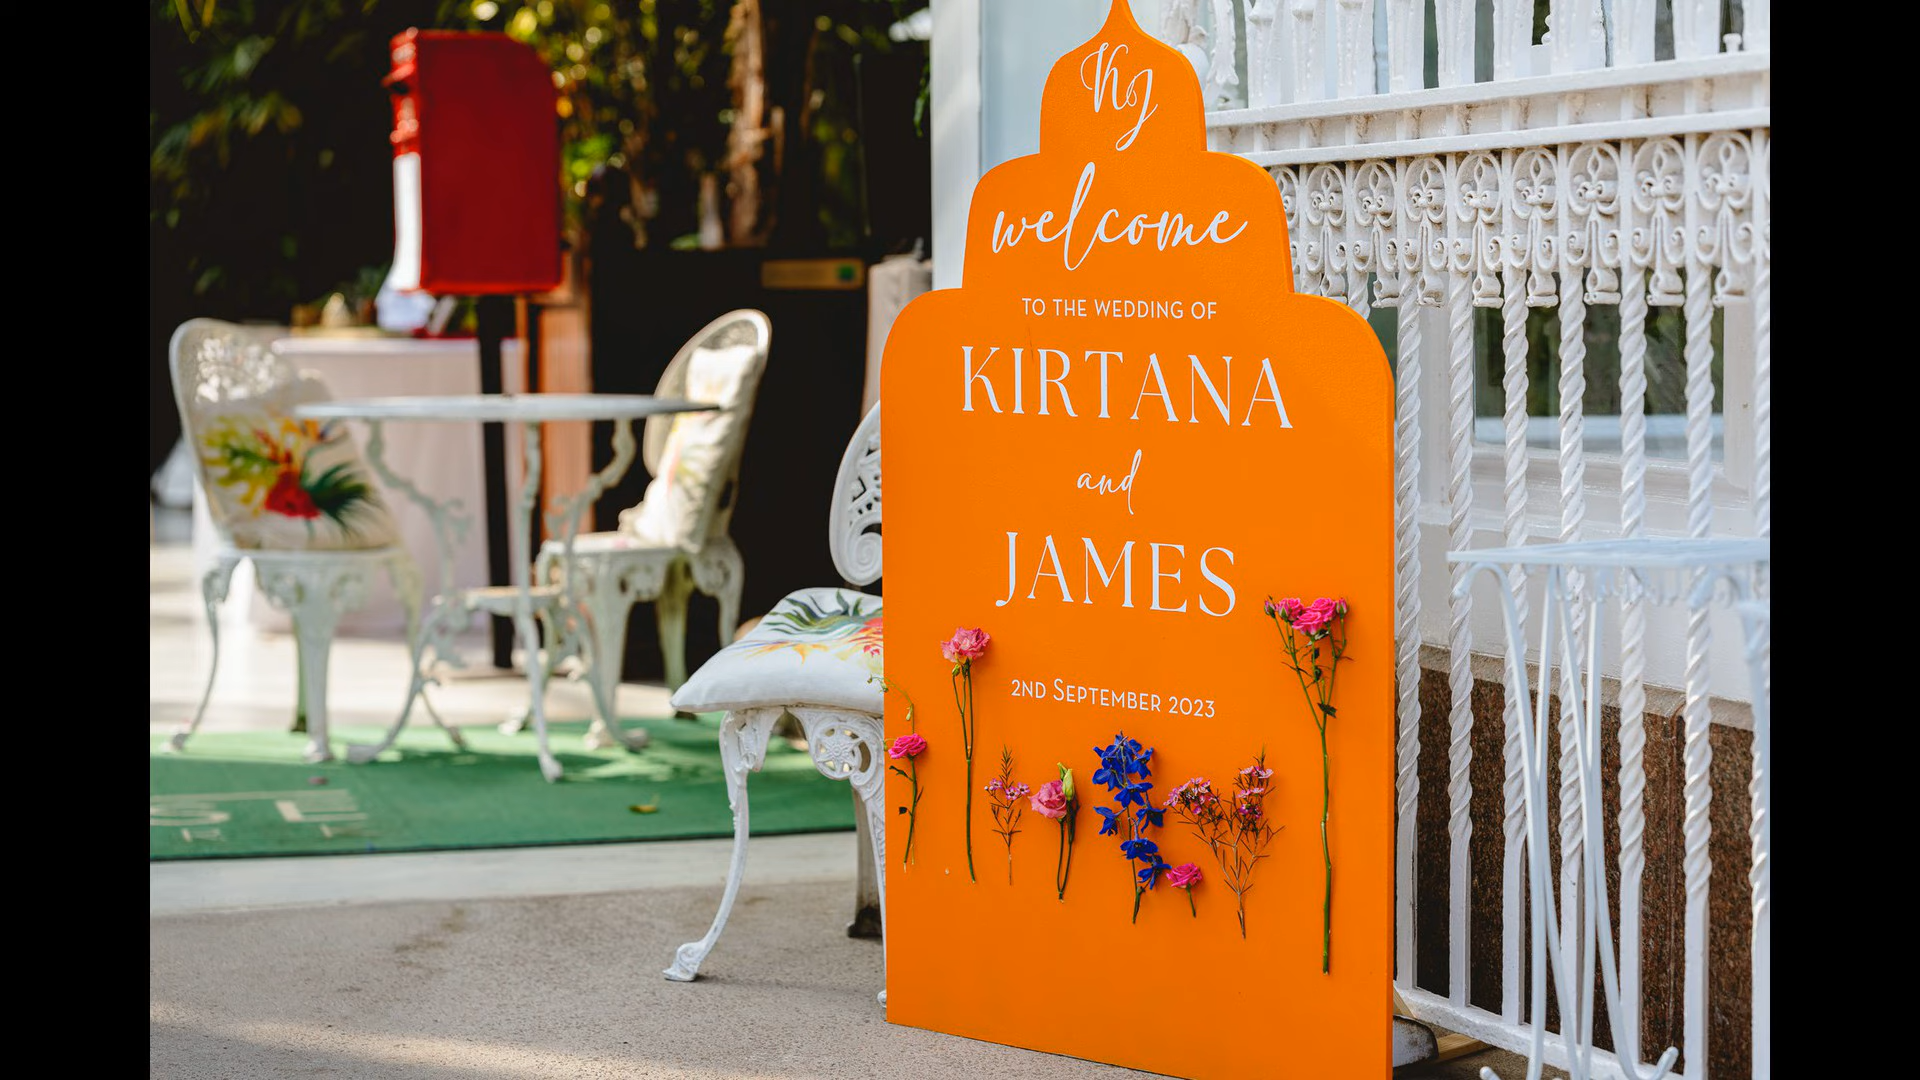 KJ
welcome
TO THE WEDDING OF
KIRTANA
and
JAMES
2ND SEPTEMBER 2023